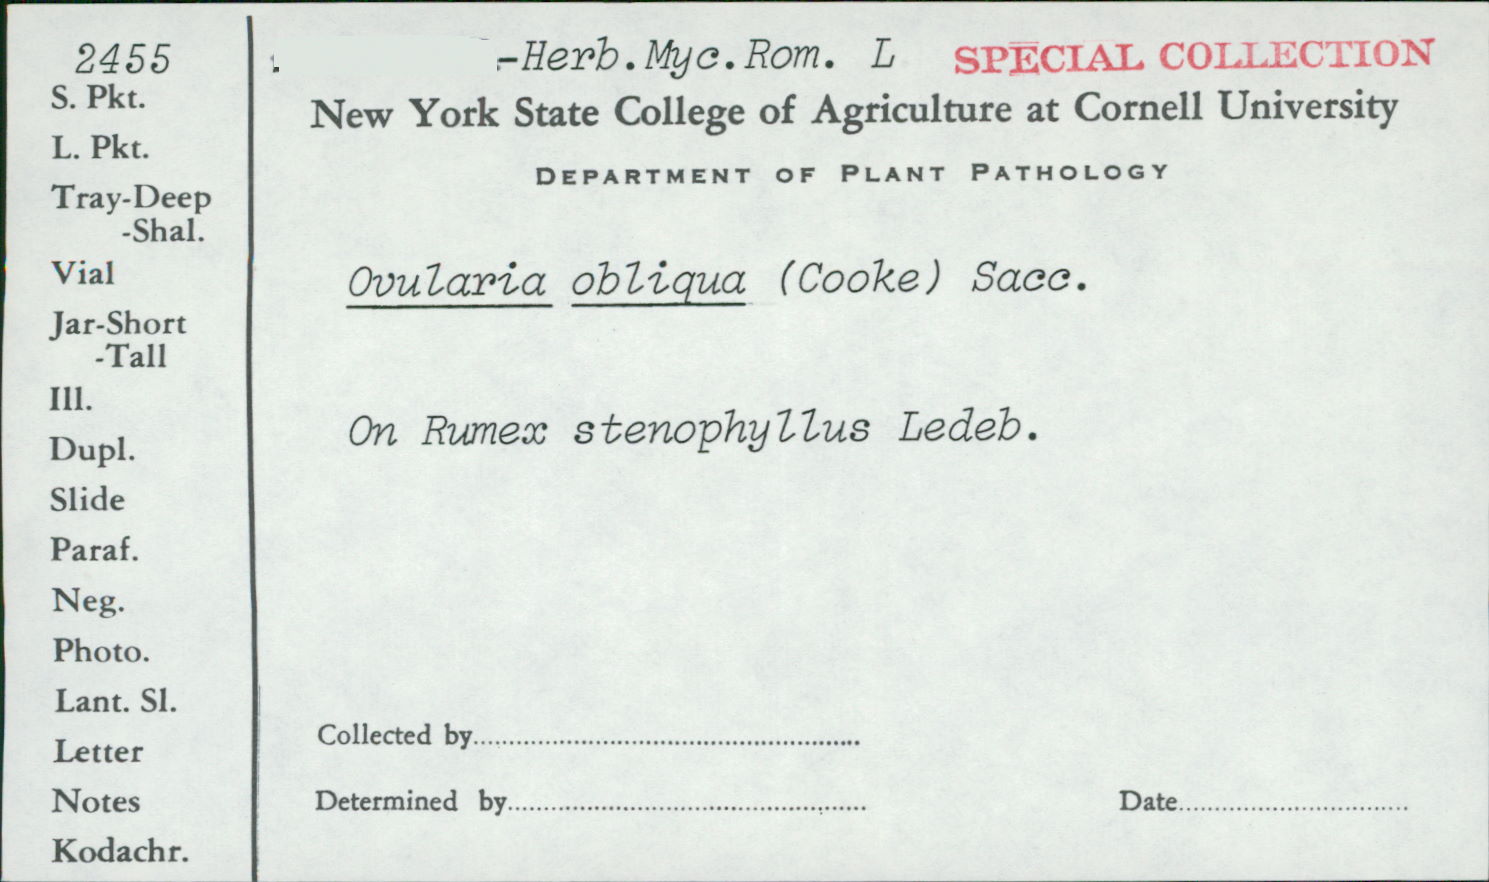 2455
S. Pkt.
L. Pkt.
Tray-Deep
-Shal.
Vial
Jar-Short
-Tall
Ill.
Dupl.
Slide
Paraf.
Neg.
Photo.
Lant. Sl.
Letter
Notes
Kodachr.
-Herb.Myc.Rom. L SPECIAL COLLECTION
New York State College of Agriculture at Cornell University
DEPARTMENT OF PLANT PATHOLOGY
Ovularia obliqua (Cooke) Sacc.
On Rumex stenophyllus Ledeb.
Collected by
Determined by Date